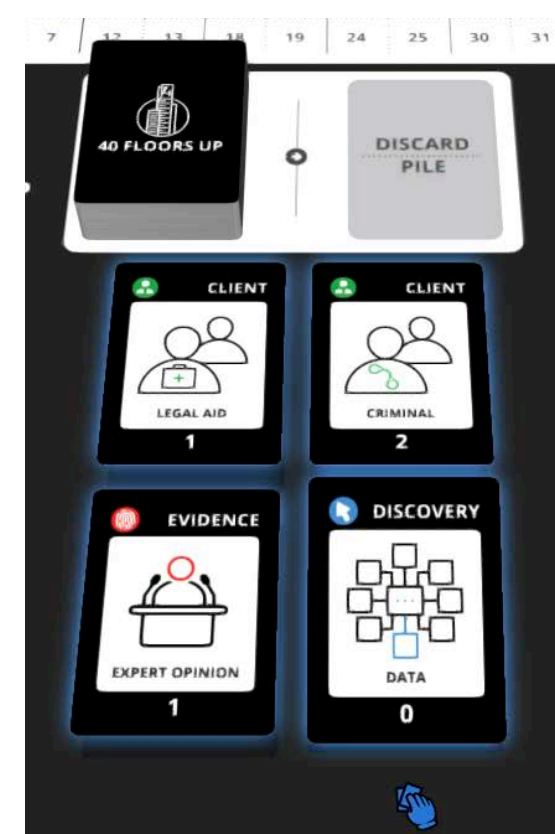 7 12 13 18 19 24 25 30 31
40 FLOORS UP
DISCARD
PILE
CLIENT
LEGAL AID
1
CLIENT
CRIMINAL
2
EVIDENCE
EXPERT OPINION
1
DISCOVERY
DATA
0